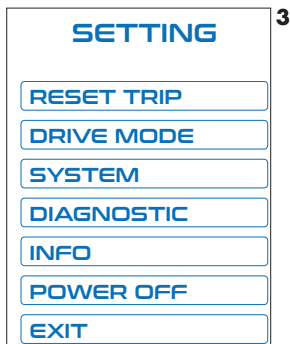 SETTING
3
RESET TRIP
DRIVE MODE
SYSTEM
DIAGNOSTIC
INFO
POWER OFF
EXIT